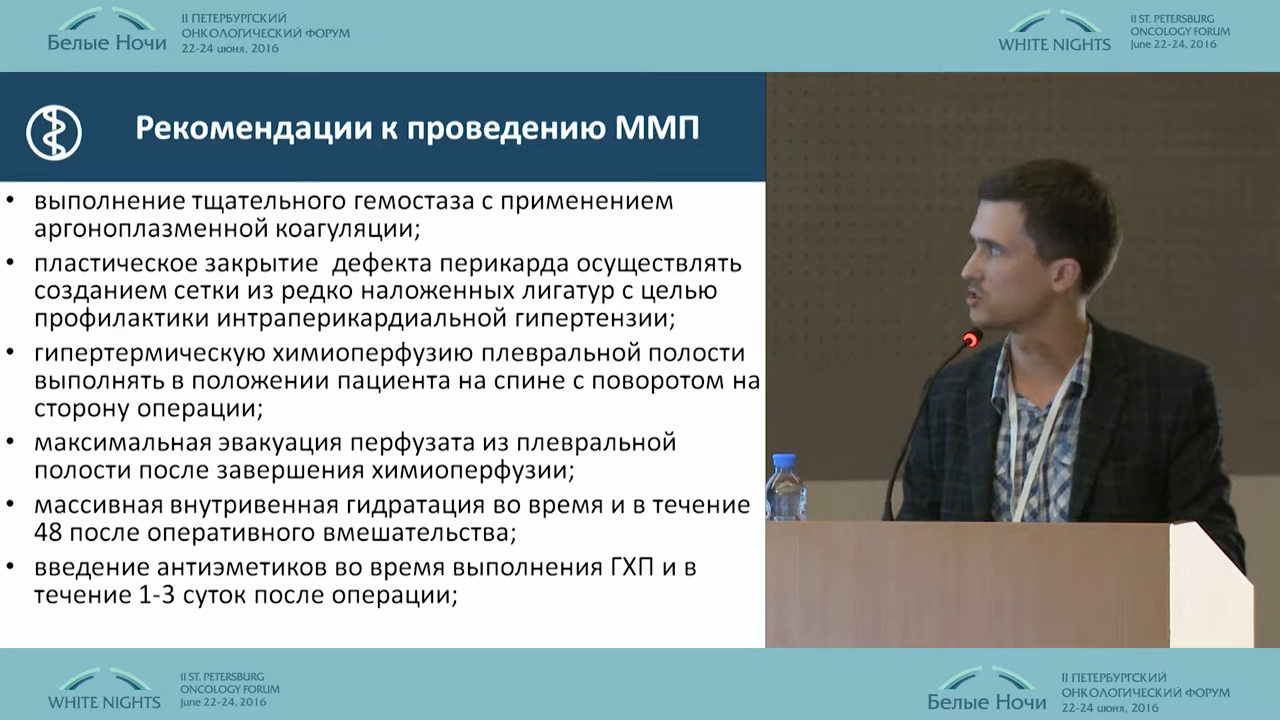 Белые Ночи
II ПЕТЕРБУРГСКИЙ
ОНКОЛОГИЧЕСКИЙ ФОРУМ
22-24 июня, 2016
WHITE NIGHTS
II ST. PETERSBURG
ONCOLOGY FORUM
June 22-24, 2016
Рекомендации к проведению ММП
• выполнение тщательного гемостаза с применением
аргоноплазменной коагуляции;
• пластическое закрытие дефекта перикарда осуществлять
созданием сетки из редко наложенных лигатур с целью
профилактики интраперикардиальной гипертензии;
• гипертермическую химиоперфузию плевральной полости
выполнять в положении пациента на спине с поворотом на
сторону операции;
• максимальная эвакуация перфузата из плевральной
полости после завершения химиоперфузии;
• массивная внутривенная гидратация во время и в течение
48 после оперативного вмешательства;
• введение антиэметиков во время выполнения ГХП и в
течение 1-3 суток после операции;
WHITE NIGHTS
II ST. PETERSBURG
ONCOLOGY FORUM
June 22-24, 2016
Белые Ночи
II ПЕТЕРБУРГСКИЙ
ОНКОЛОГИЧЕСКИЙ ФОРУМ
22-24 июня, 2016